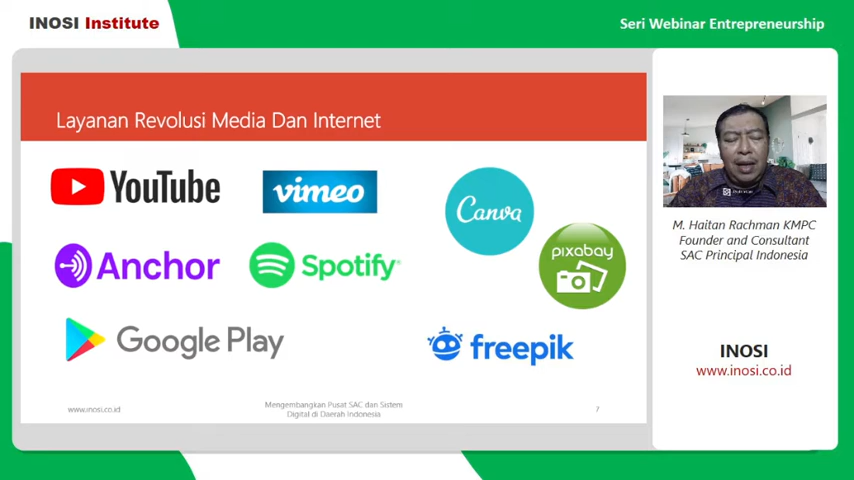 INOSI Institute
Seri Webinar Entrepreneurship
Layanan Revolusi Media Dan Internet
YouTube
vimeo
Canva
pixabay
Anchor
Spotify
Google Play
freepik
www.inosi.co.id
Mengembangkan Pusat SAC dan Sistem
Digital di Daerah Indonesia
7
M. Haitan Rachman KMPC
Founder and Consultant
SAC Principal Indonesia
INOSI
www.inosi.co.id